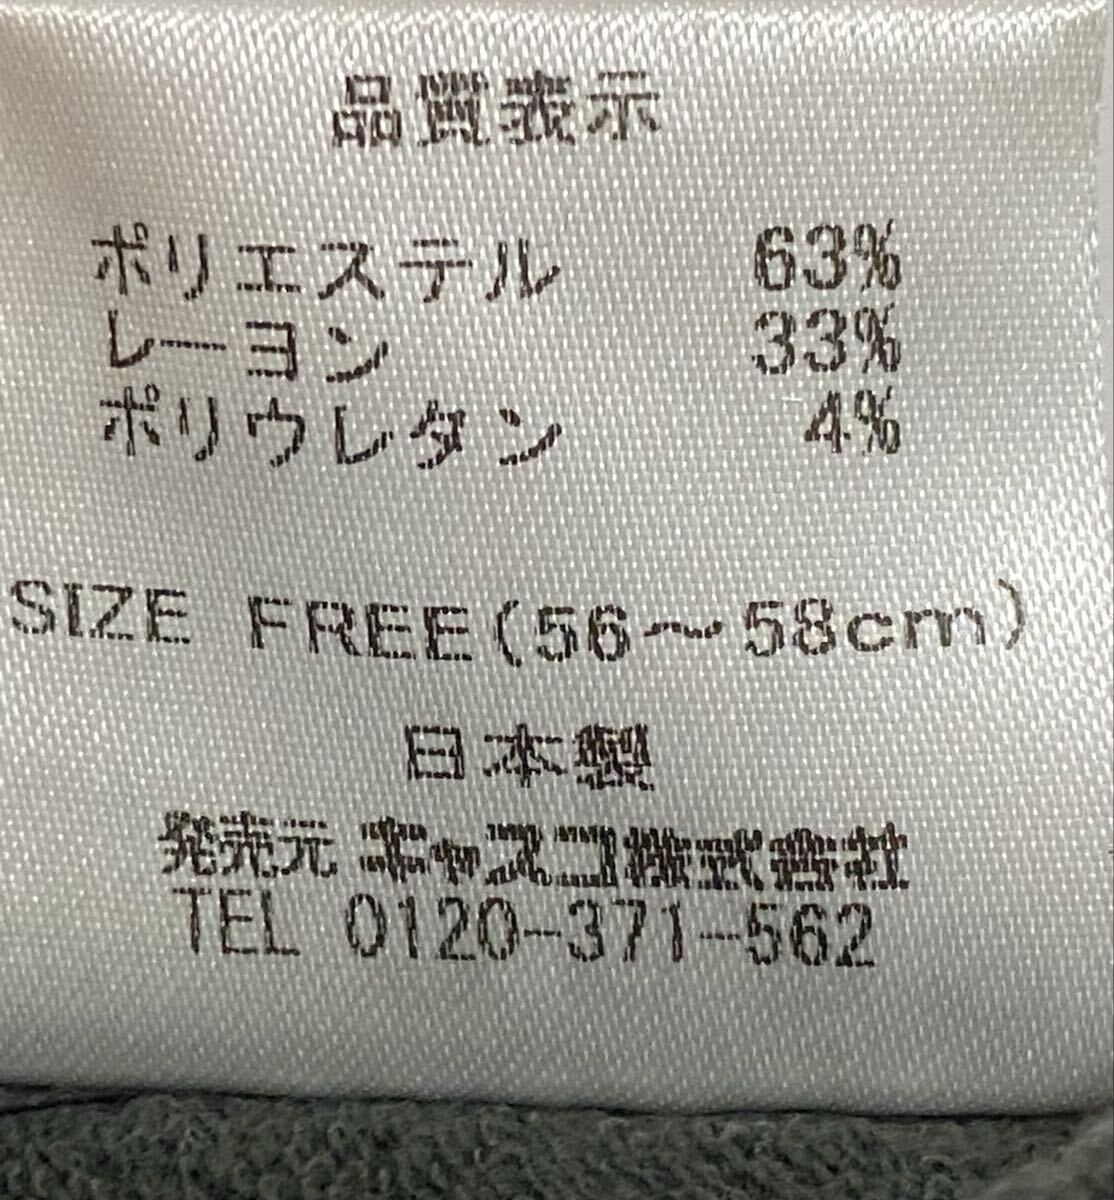 品質表示
ポリエステル 63%
レーヨン 33%
ポリウレタン 4%
SIZE FREE(56~58cm)
日本製
発売元 キャスコ株式会社
TEL 0120-371-562